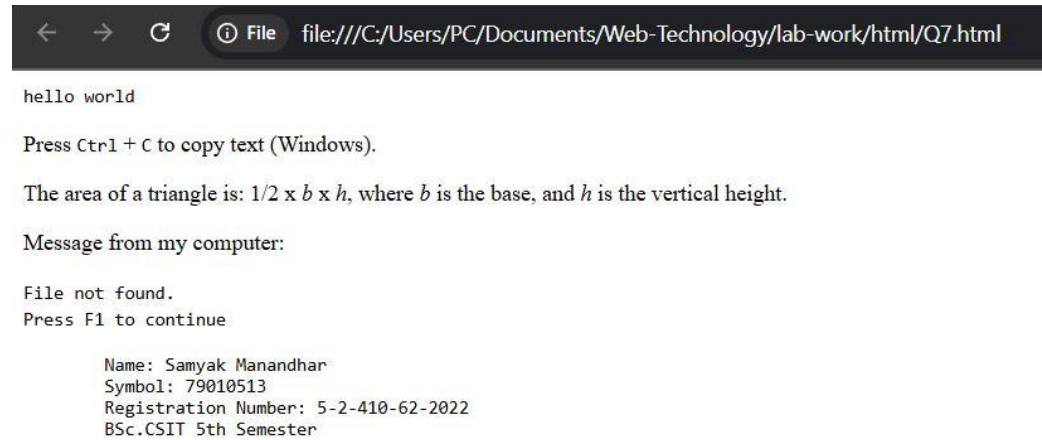 File file:///C:/Users/PC/Documents/Web-Technology/lab-work/html/Q7.html
hello world
Press Ctrl + C to copy text (Windows).
The area of a triangle is: 1/2 x b x h, where b is the base, and h is the vertical height.
Message from my computer:
File not found.
Press F1 to continue
Name: Samyak Manandhar
Symbol: 79010513
Registration Number: 5-2-410-62-2022
BSc.CSIT 5th Semester